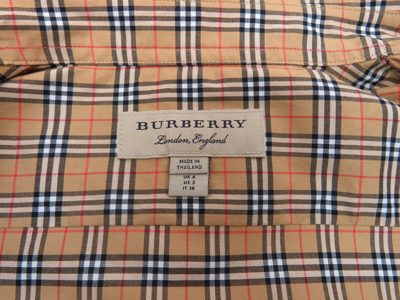 BURBERRY
London, England
MADE IN
THAILAND
UK 4
US 2
IT 36